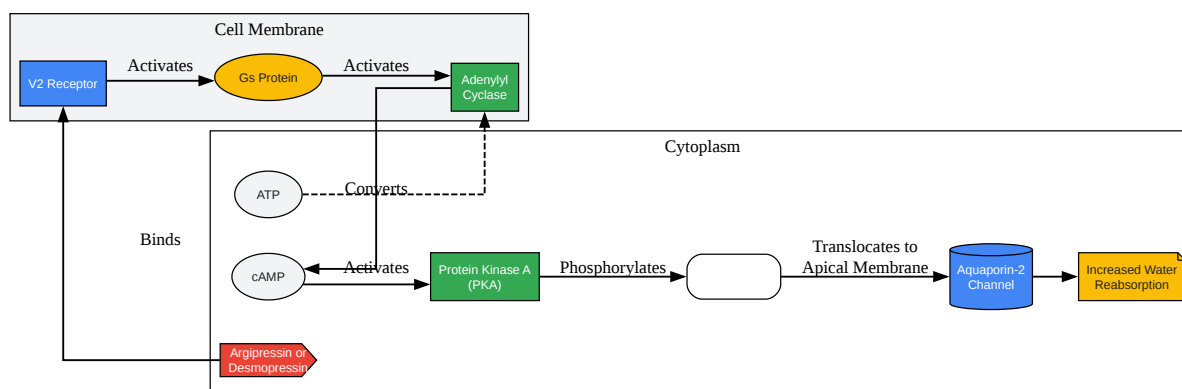 Cell Membrane
V2 Receptor
Activates
Gs Protein
Activates
Adenylyl
Cyclase
Cytoplasm
ATP
Converts
Binds
cAMP
Activates
Protein Kinase A
(PKA)
Phosphorylates
Translocates to
Apical Membrane
Aquaporin-2
Channel
Increased Water
Reabsorption
Argipressin or
Desmopressin